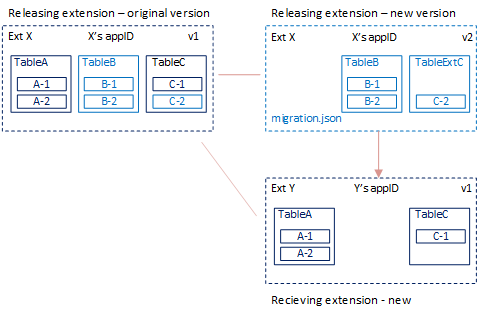 Releasing extension – original version
Ext X X's appID v1
TableA TableB TableC
A-1 B-1 C-1
A-2 B-2 C-2
Releasing extension – new version
Ext X X's appID v2
TableB TableExtC
B-1
B-2 C-2
migration.json
Ext Y Y's appID v1
TableA TableC
A-1 C-1
A-2
Recieving extension - new